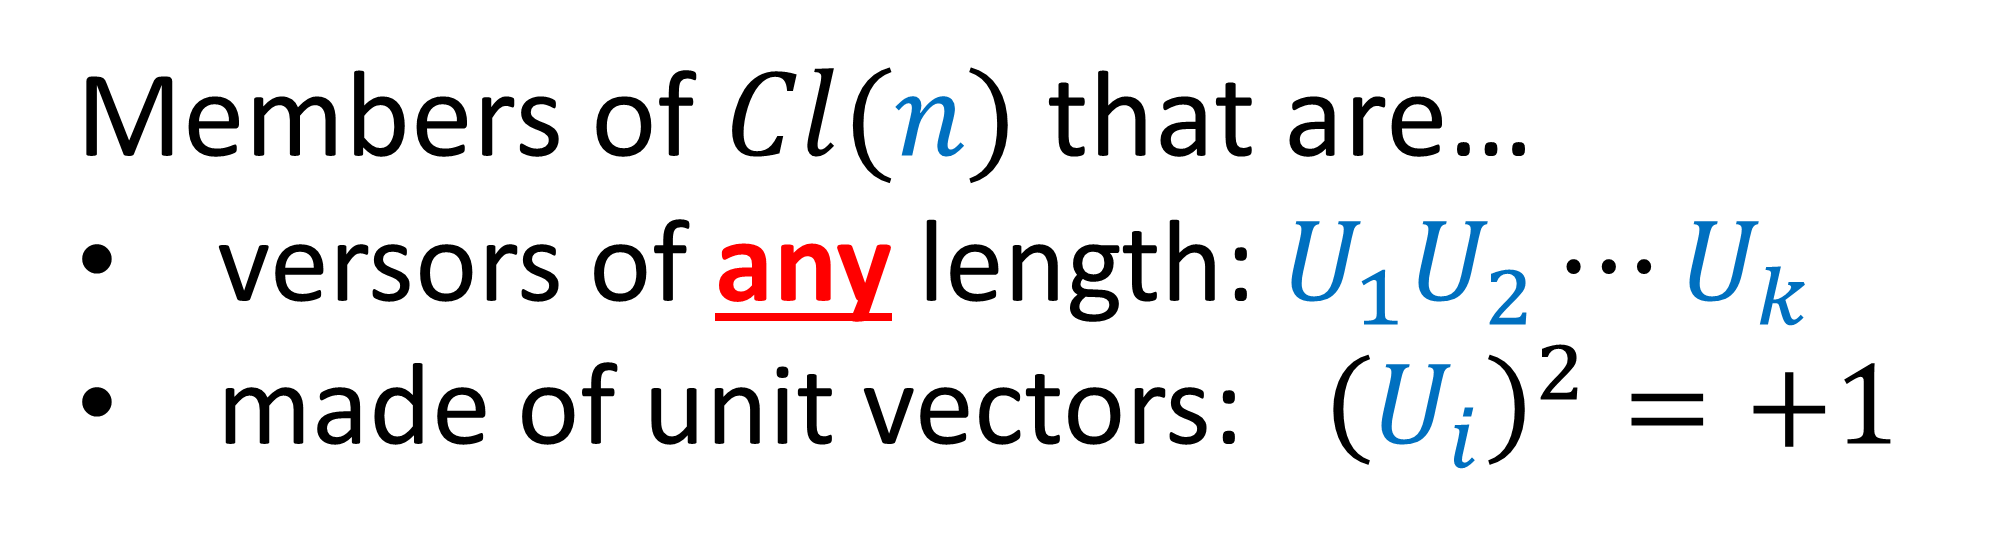 Members of 𝐶𝑙(𝑛) that are…
• versors of any length: 𝑈₁𝑈₂ ⋯ 𝑈ₖ
• made of unit vectors: (𝑈ᵢ)² = +1